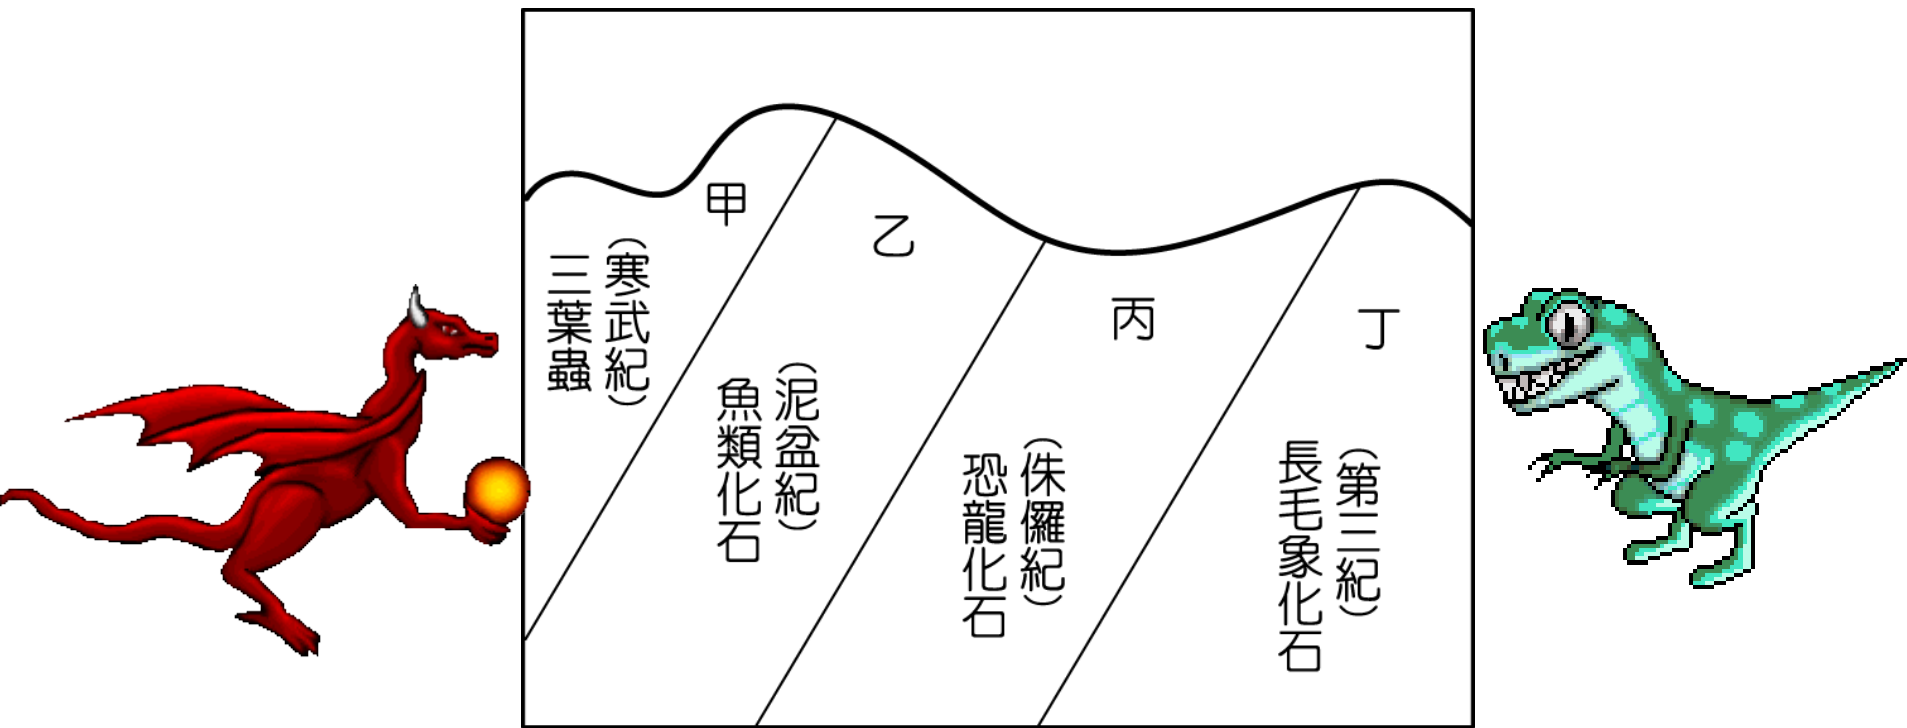 甲
(寒武紀)
三葉蟲
乙
(泥盆紀)
魚類化石
丙
(侏儸紀)
恐龍化石
丁
(第三紀)
長毛象化石